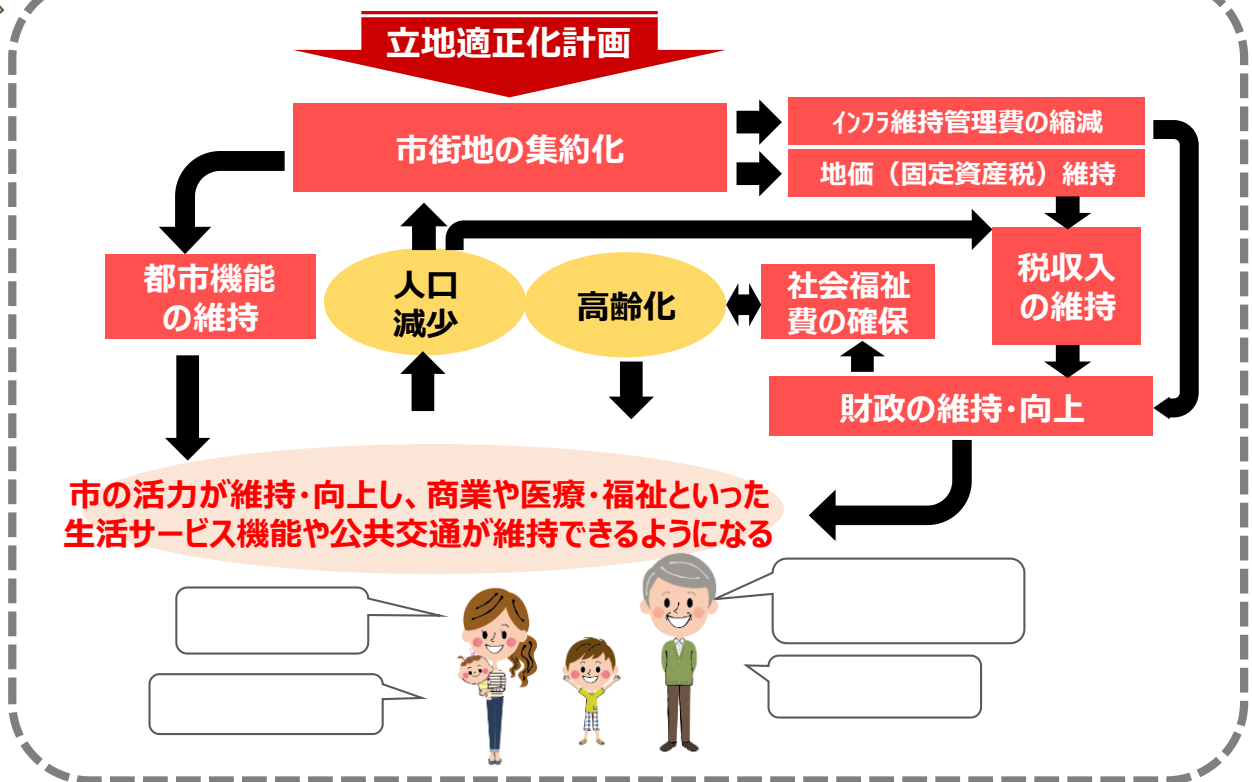 立地適正化計画
市街地の集約化
ｲﾝﾌﾗ維持管理費の縮減
地価（固定資産税）維持
都市機能
の維持
人口
減少
高齢化
社会福祉
費の確保
税収入
の維持
財政の維持･向上
市の活力が維持･向上し、商業や医療･福祉といった
生活サービス機能や公共交通が維持できるようになる